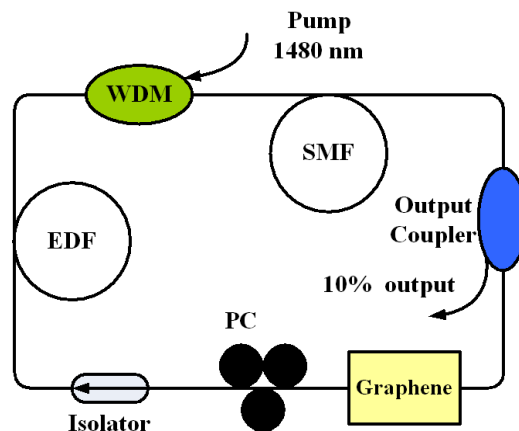 Pump
1480 nm
WDM
SMF
EDF
Output
Coupler
10% output
PC
Graphene
Isolator